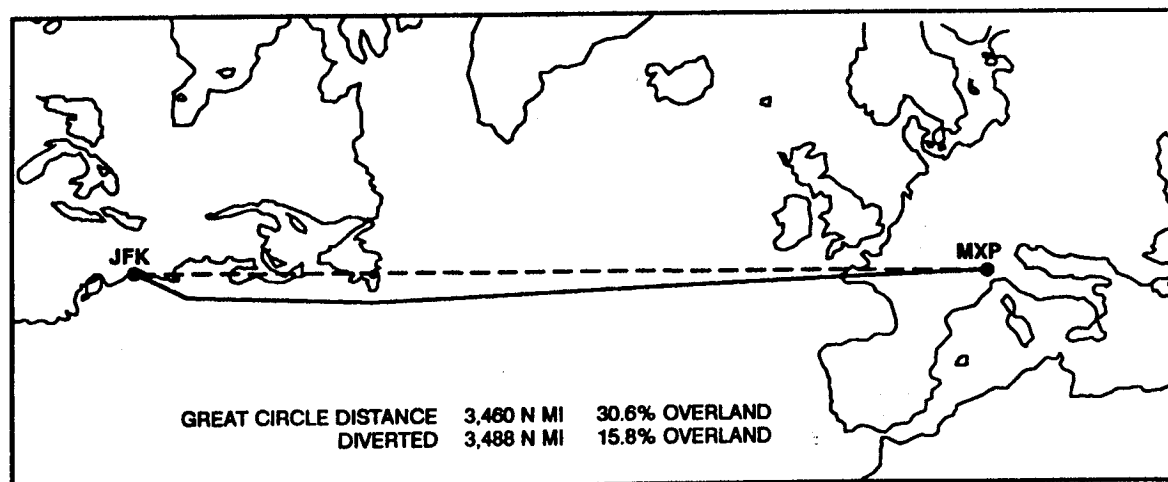 JFK
MXP
GREAT CIRCLE DISTANCE 3,460 N MI 30.6% OVERLAND
DIVERTED 3,488 N MI 15.8% OVERLAND